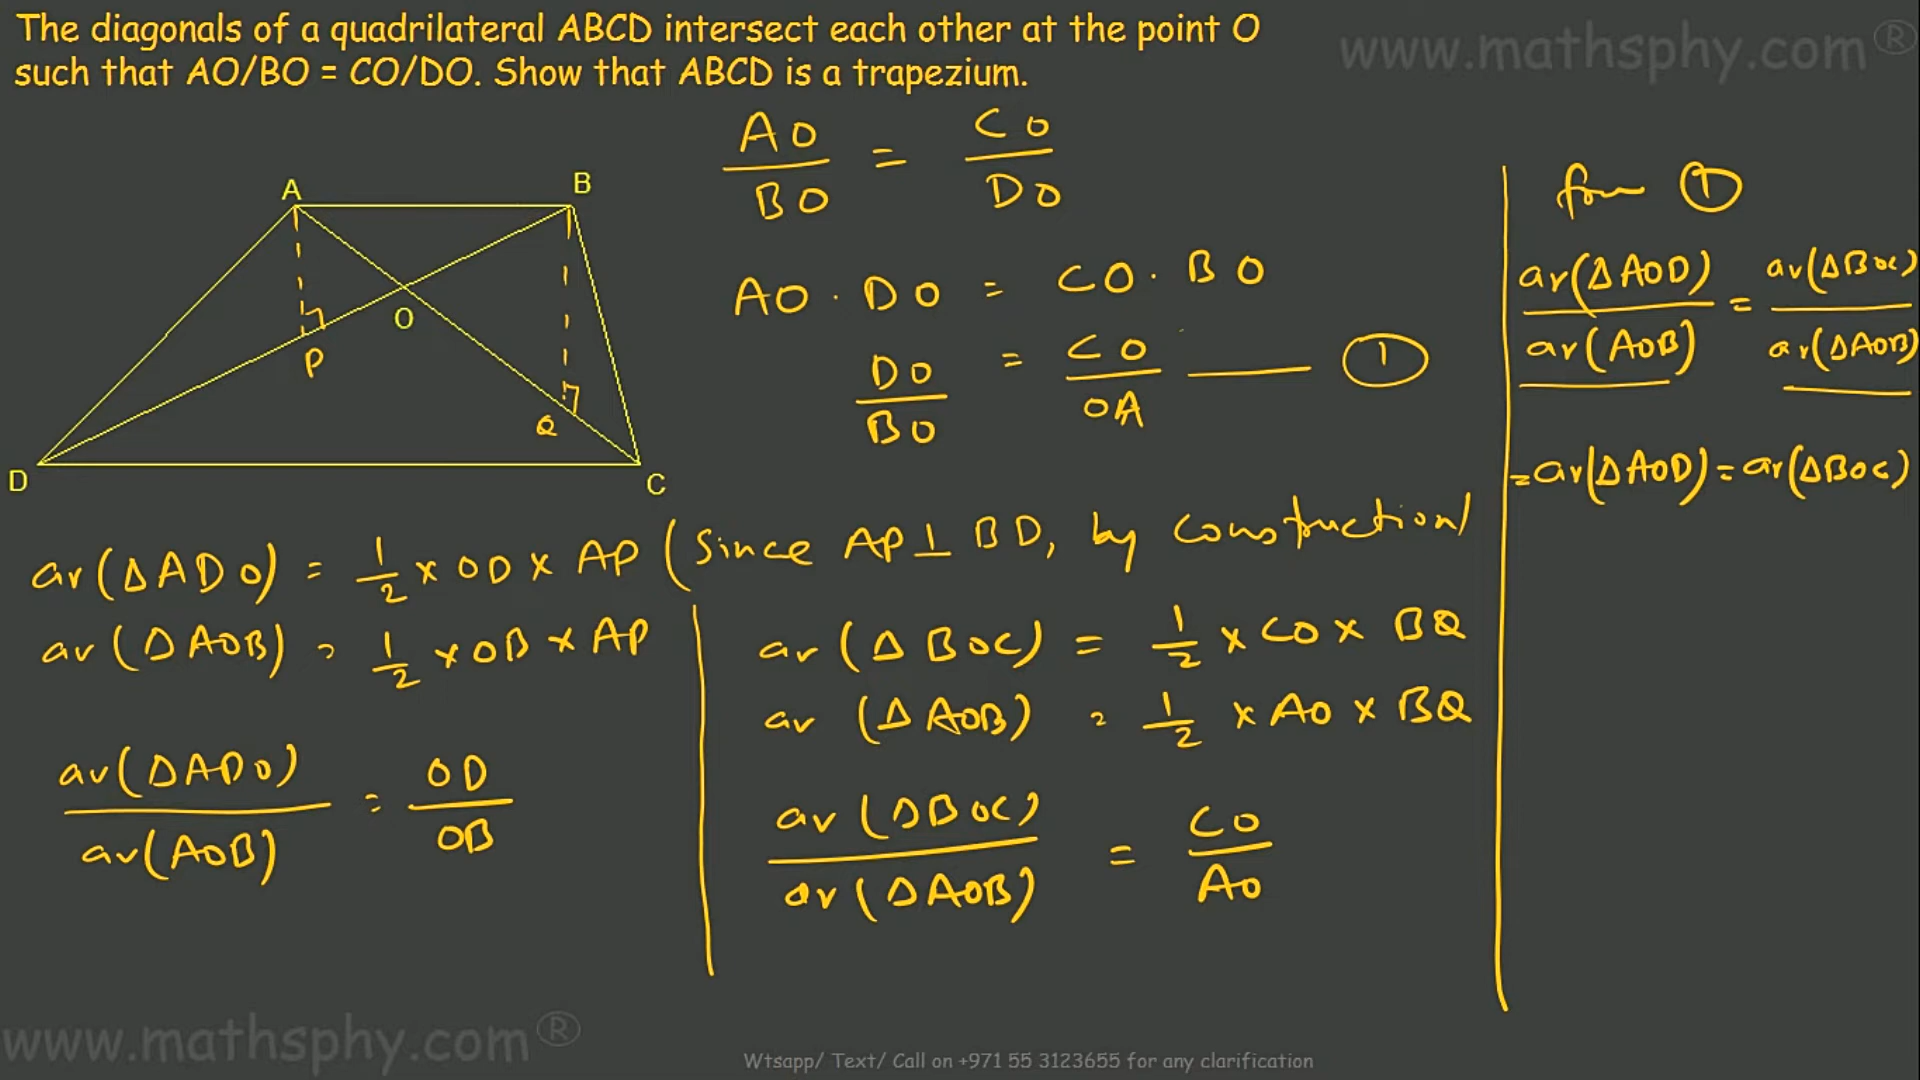 The diagonals of a quadrilateral ABCD intersect each other at the point O
such that AO/BO = CO/DO. Show that ABCD is a trapezium.
www.mathsphy.com®
AO/BO = CO/DO
AO . DO = CO . BO
DO/BO = CO/OA —— ①
A
B
O
P
Q
D
C
ar(ΔADO) = 1/2 × OD × AP (Since AP⊥BD, by construction)
ar(ΔAOB) = 1/2 × OB × AP
ar(ΔADO)/ar(AOB) = OD/OB
ar(ΔBOC) = 1/2 × CO × BQ
ar(ΔAOB) = 1/2 × AO × BQ
ar(ΔBOC)/ar(ΔAOB) = CO/AO
from ①
ar(ΔAOD)/ar(AOB) = ar(ΔBOC)/ar(ΔAOB)
= ar(ΔAOD) = ar(ΔBOC)
www.mathsphy.com®
Wtsapp/ Text/ Call on +971 55 3123655 for any clarification